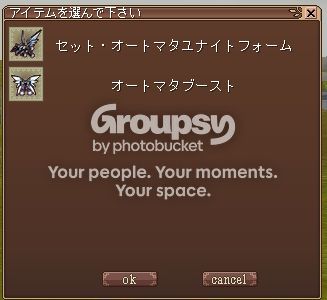 アイテムを選んで下さい
セット・オートマタユナイトフォーム
オートマタブースト
Groupsy
by photobucket
Your people. Your moments.
Your space.
ok
cancel